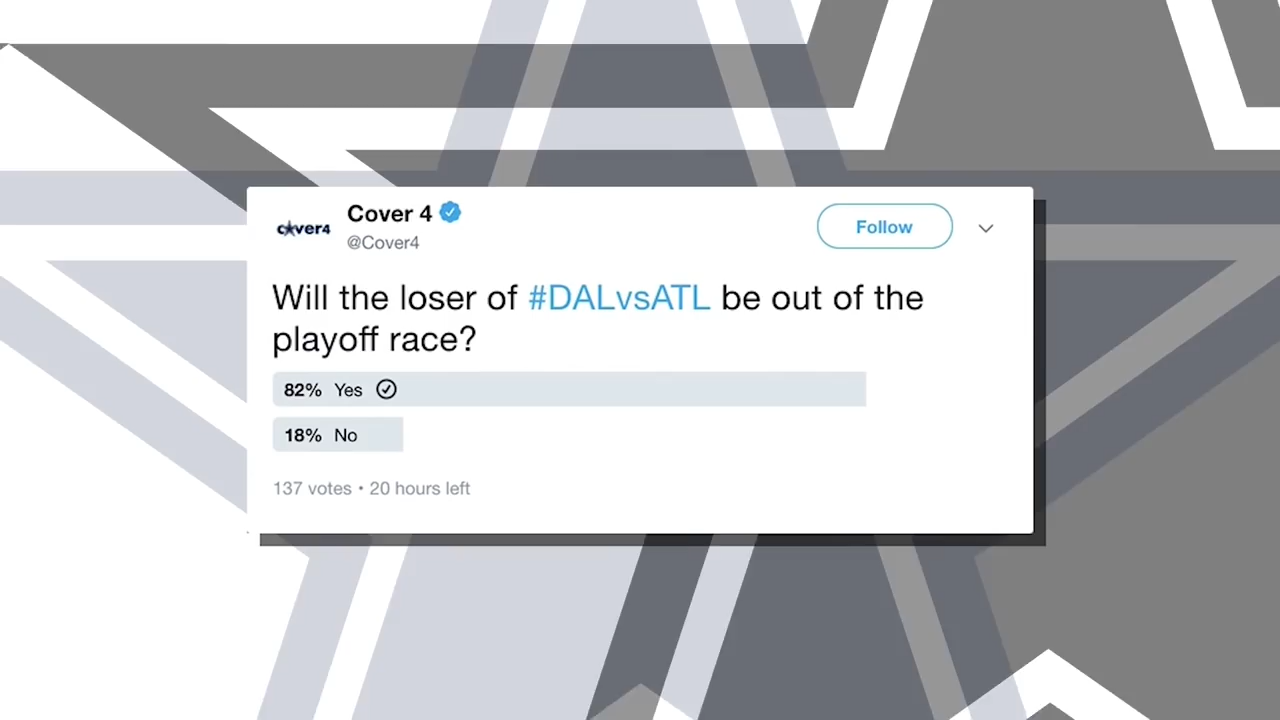 Cover 4
c★ver4
@Cover4
Follow
Will the loser of #DALvsATL be out of the
playoff race?
82% Yes
18% No
137 votes • 20 hours left